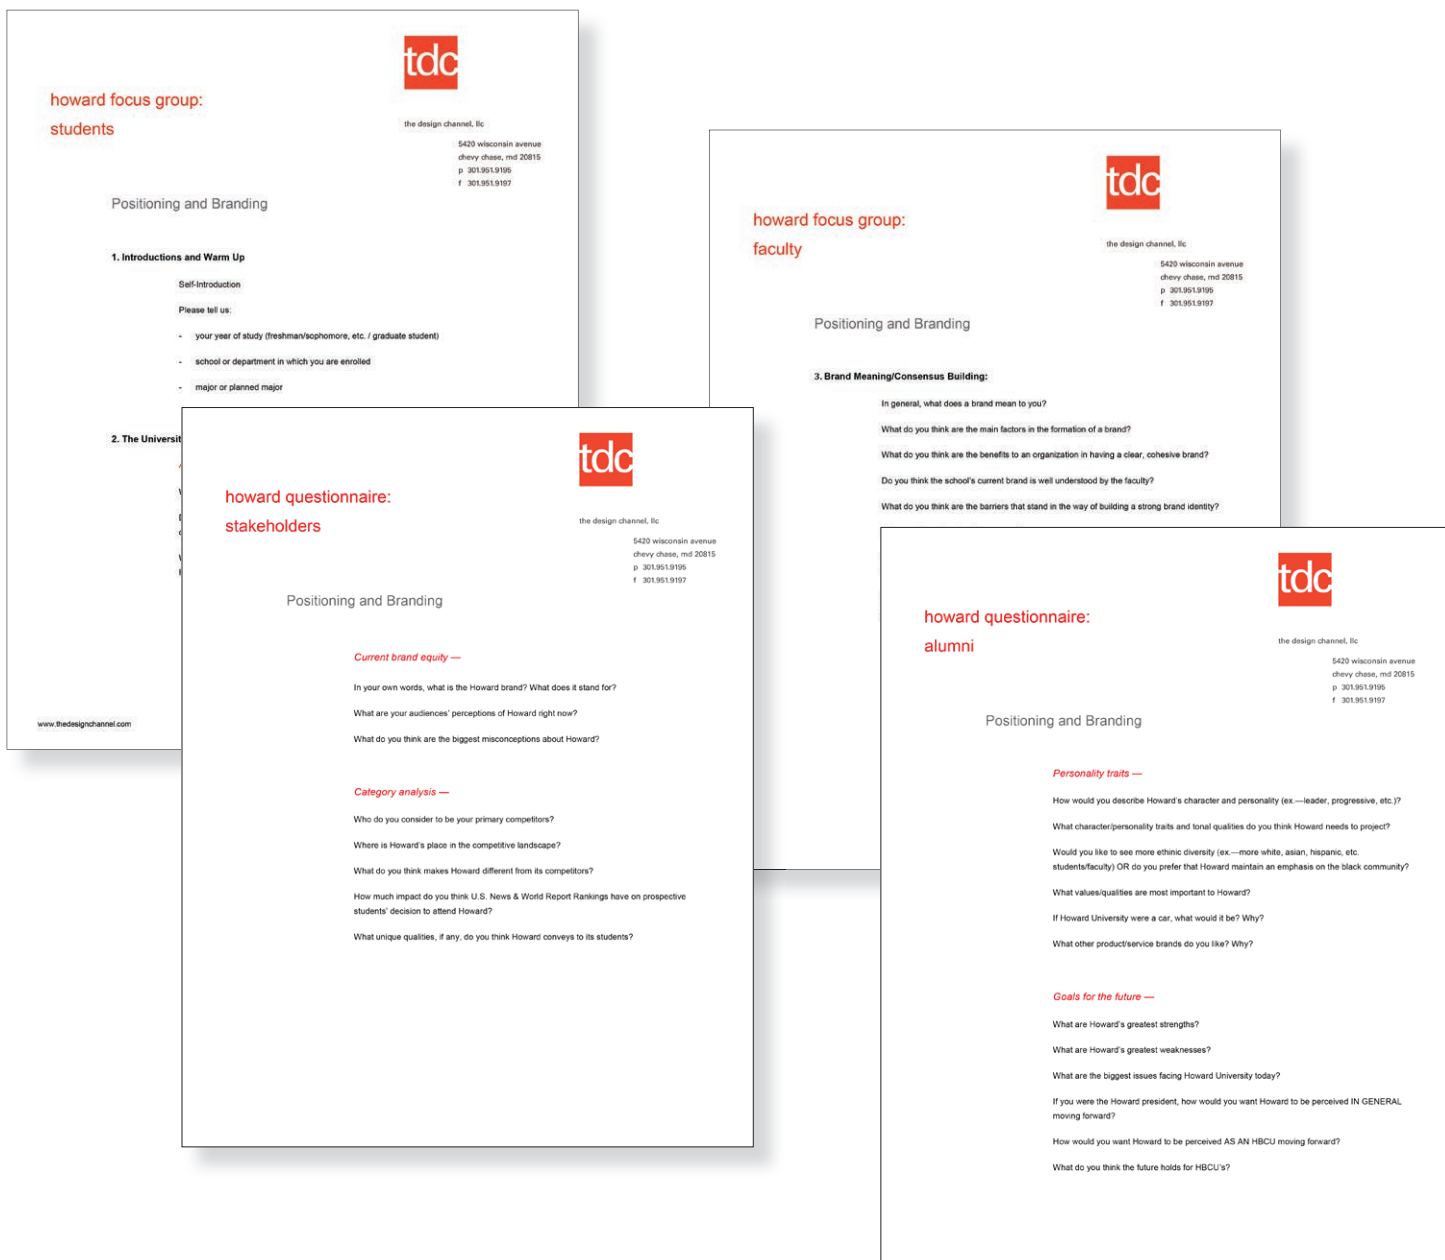 tdc
howard focus group:
students
the design channel, llc
5420 wisconsin avenue
chevy chase, md 20815
p 301.951.9195
f 301.951.9197
Positioning and Branding
1. Introductions and Warm Up
Self-Introduction
Please tell us:
- your year of study (freshman/sophomore, etc. / graduate student)
- school or department in which you are enrolled
- major or planned major
2. The
www.thedesignchannel.com
tdc
howard focus group:
faculty
the design channel, llc
5420 wisconsin avenue
chevy chase, md 20815
p 301.951.9195
f 301.951.9197
Positioning and Branding
3. Brand Meaning/Consensus Building:
In general, what does a brand mean to you?
What do you think are the main factors in the formation of a brand?
What do you think are the benefits to an organization in having a clear, cohesive brand?
Do you think the school's current brand is well understood by the faculty?
What do you think are the barriers that stand in the way of building a strong brand identity?
tdc
howard questionnaire:
stakeholders
the design channel, llc
5420 wisconsin avenue
chevy chase, md 20815
p 301.951.9195
f 301.951.9197
Positioning and Branding
Current brand equity —
In your own words, what is the Howard brand? What does it stand for?
What are your audiences' perceptions of Howard right now?
What do you think are the biggest misconceptions about Howard?
Category analysis —
Who do you consider to be your primary competitors?
Where is Howard's place in the competitive landscape?
What do you think makes Howard different from its competitors?
How much impact do you think U.S. News & World Report Rankings have on prospective
students' decision to attend Howard?
What unique qualities, if any, do you think Howard conveys to its students?
tdc
howard questionnaire:
alumni
the design channel, llc
5420 wisconsin avenue
chevy chase, md 20815
p 301.951.9195
f 301.951.9197
Positioning and Branding
Personality traits —
How would you describe Howard's character and personality (ex.—leader, progressive, etc.)?
What character/personality traits and tonal qualities do you think Howard needs to project?
Would you like to see more ethinic diversity (ex.—more white, asian, hispanic, etc.
students/faculty) OR do you prefer that Howard maintain an emphasis on the black community?
What values/qualities are most important to Howard?
If Howard University were a car, what would it be? Why?
What other product/service brands do you like? Why?
Goals for the future —
What are Howard's greatest strengths?
What are Howard's greatest weaknesses?
What are the biggest issues facing Howard University today?
If you were the Howard president, how would you want Howard to be perceived IN GENERAL
moving forward?
How would you want Howard to be perceived AS AN HBCU moving forward?
What do you think the future holds for HBCU's?